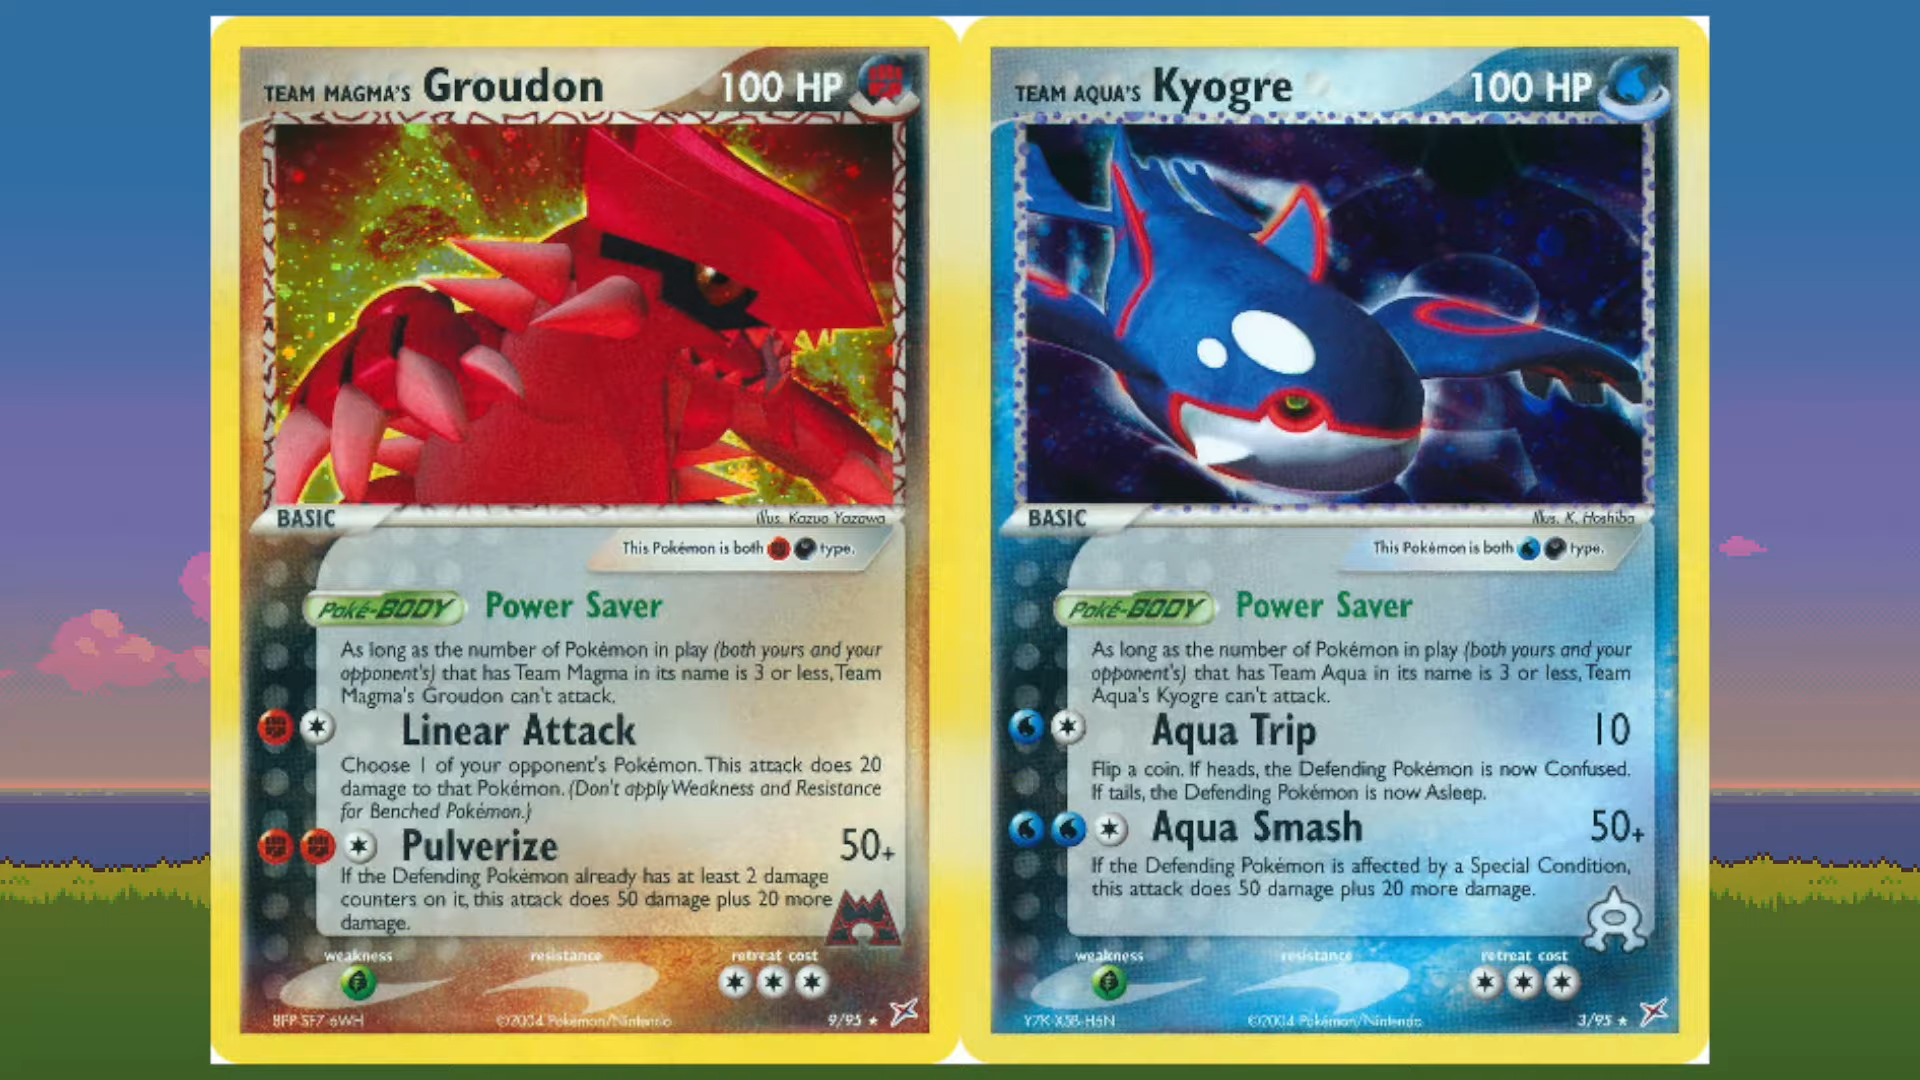 TEAM MAGMA'S Groudon 100 HP
BASIC
Illus. Kazuo Yazawa
This Pokémon is both type.
Poké-BODY Power Saver
As long as the number of Pokémon in play (both yours and your
opponent's) that has Team Magma in its name is 3 or less, Team
Magma's Groudon can't attack.
Linear Attack
Choose 1 of your opponent's Pokémon. This attack does 20
damage to that Pokémon. (Don't apply Weakness and Resistance
for Benched Pokémon.)
Pulverize 50+
If the Defending Pokémon already has at least 2 damage
counters on it, this attack does 50 damage plus 20 more
damage.
weakness resistance retreat cost
©2004 Pokémon/Nintendo 9/95 ★
TEAM AQUA'S Kyogre 100 HP
BASIC
Illus. K. Hoshiba
This Pokémon is both type.
Poké-BODY Power Saver
As long as the number of Pokémon in play (both yours and your
opponent's) that has Team Aqua in its name is 3 or less, Team
Aqua's Kyogre can't attack.
Aqua Trip 10
Flip a coin. If heads, the Defending Pokémon is now Confused.
If tails, the Defending Pokémon is now Asleep.
Aqua Smash 50+
If the Defending Pokémon is affected by a Special Condition,
this attack does 50 damage plus 20 more damage.
weakness resistance retreat cost
©2004 Pokémon/Nintendo 3/95 ★